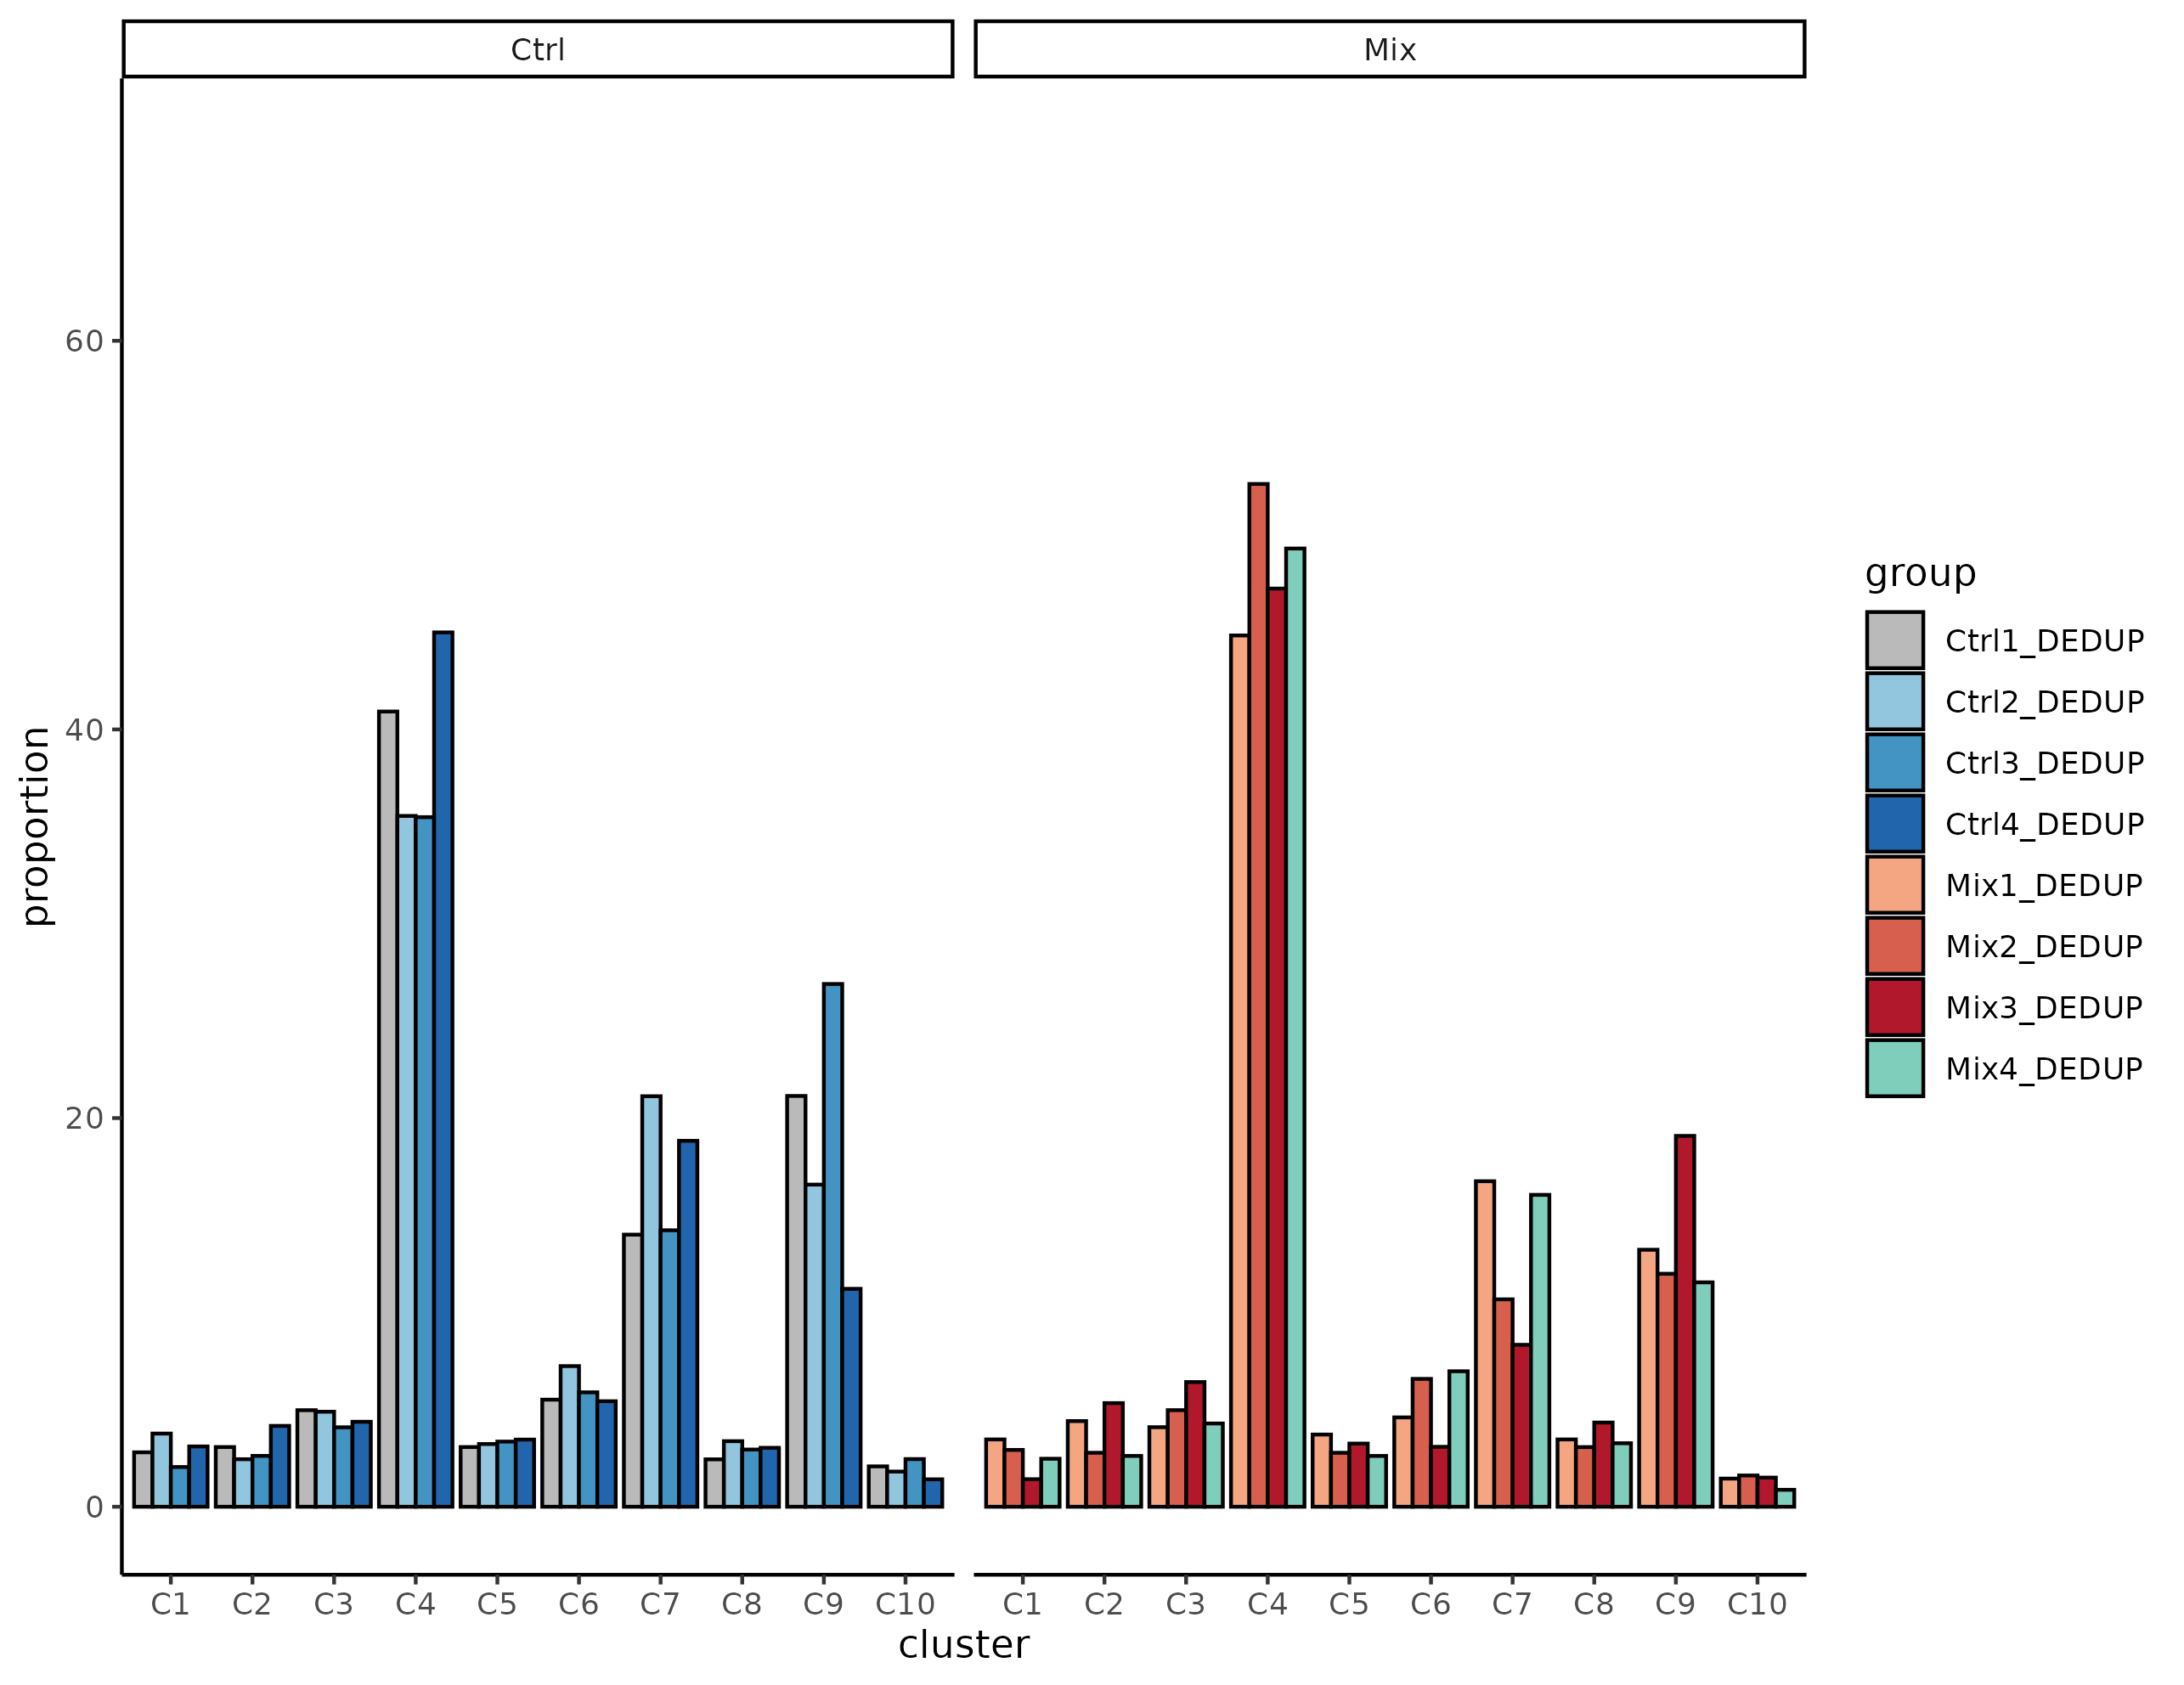 Ctrl
Mix
60
40
20
0
proportion
C1 C2 C3 C4 C5 C6 C7 C8 C9 C10
C1 C2 C3 C4 C5 C6 C7 C8 C9 C10
cluster
group
Ctrl1_DEDUP
Ctrl2_DEDUP
Ctrl3_DEDUP
Ctrl4_DEDUP
Mix1_DEDUP
Mix2_DEDUP
Mix3_DEDUP
Mix4_DEDUP